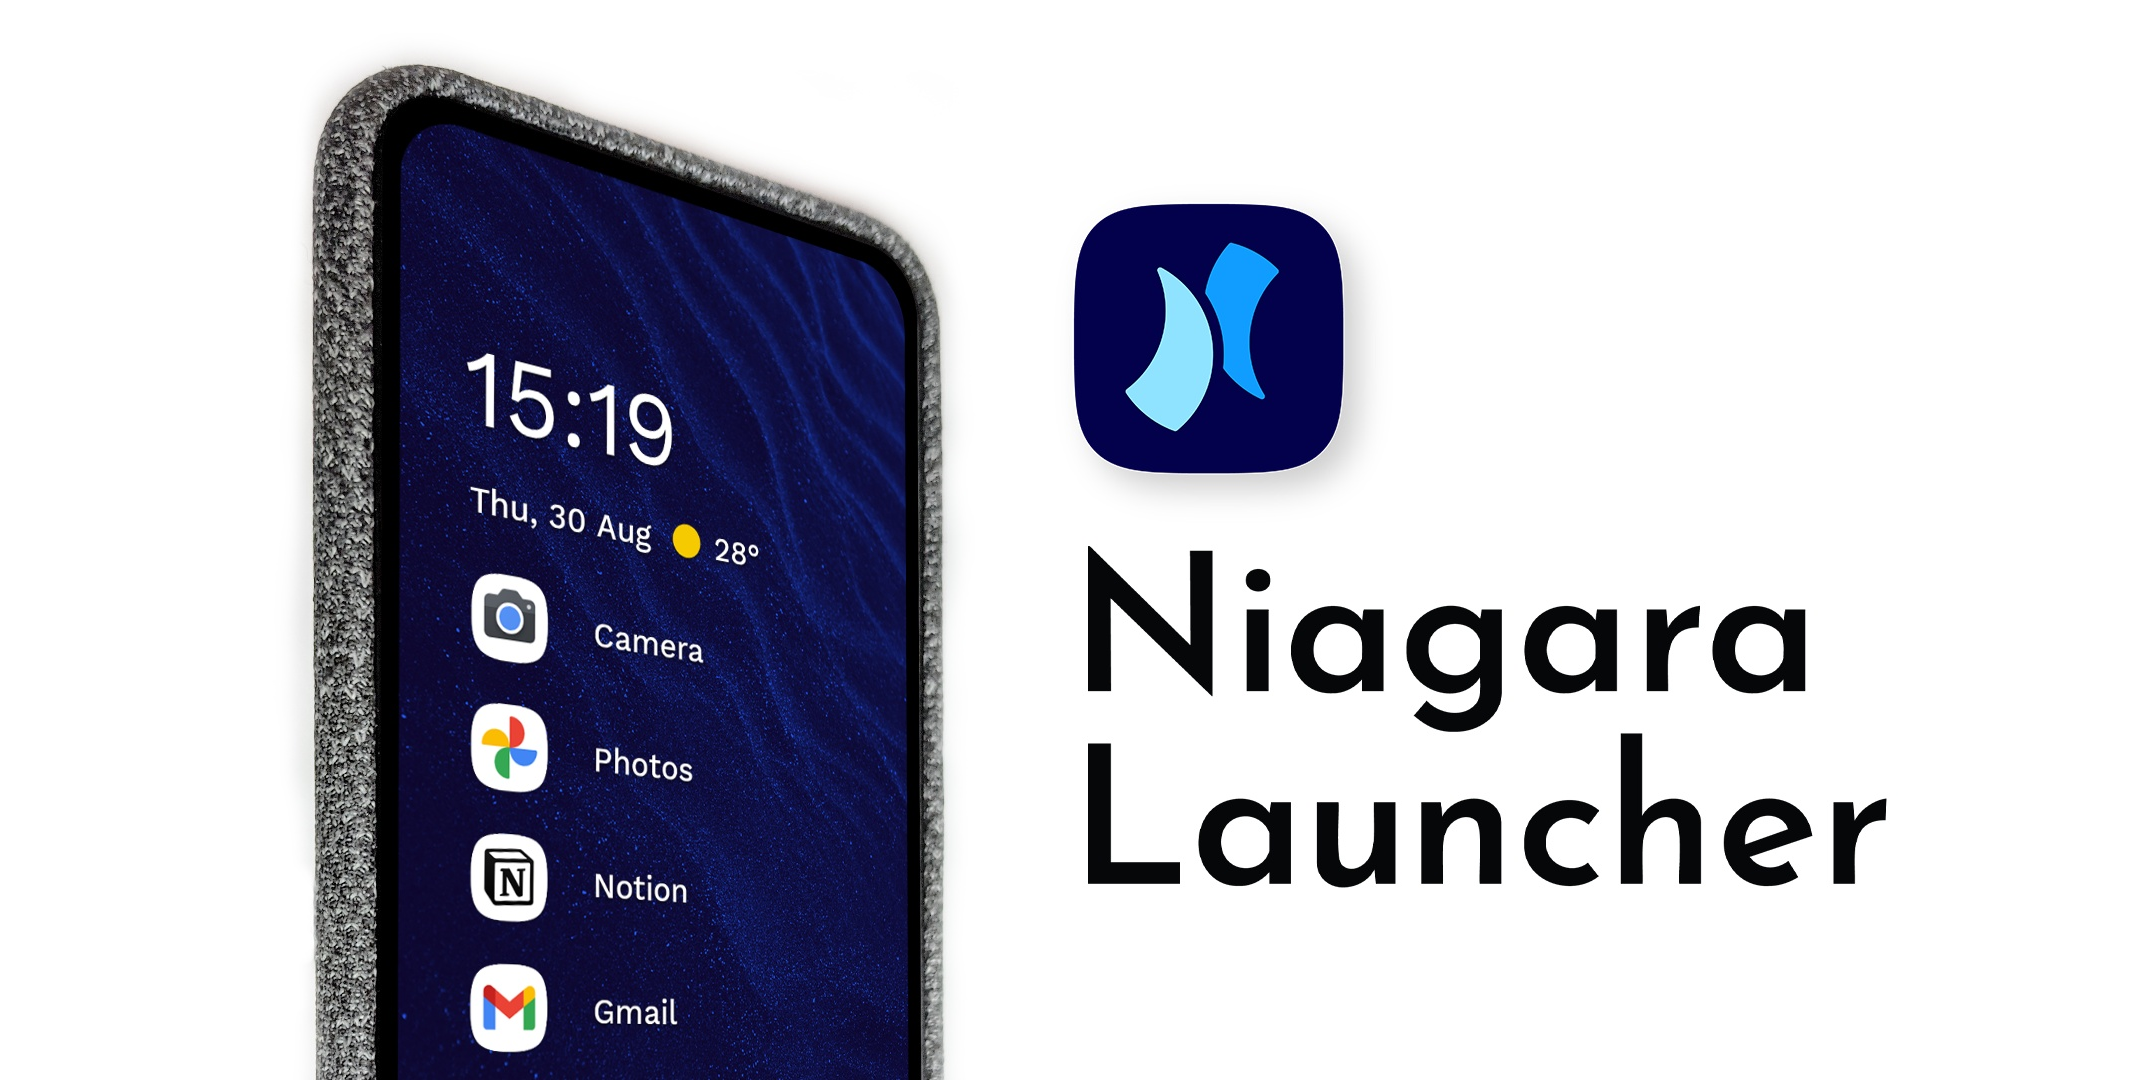 15:19
Thu, 30 Aug 28°
Camera
Photos
N
Notion
Gmail
Niagara
Launcher